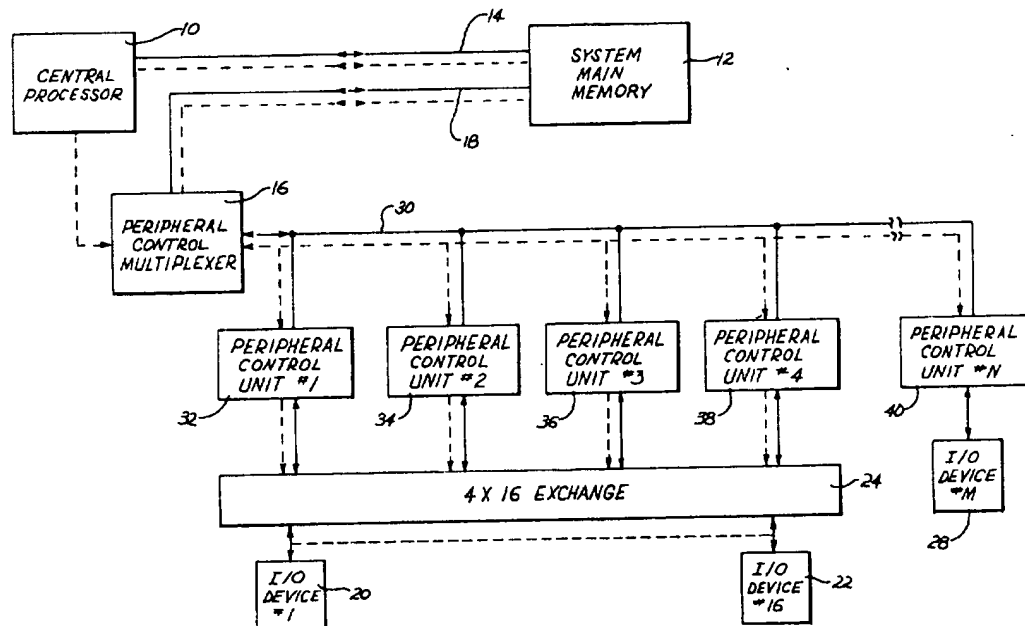 10
14
CENTRAL
PROCESSOR
SYSTEM
MAIN
MEMORY
12
18
16
PERIPHERAL
CONTROL
MULTIPLEXER
30
PERIPHERAL
CONTROL
UNIT #1
32
PERIPHERAL
CONTROL
UNIT #2
34
PERIPHERAL
CONTROL
UNIT #3
36
PERIPHERAL
CONTROL
UNIT #4
38
PERIPHERAL
CONTROL
UNIT #N
40
4 X 16 EXCHANGE
24
I/O
DEVICE
#M
28
I/O
DEVICE
#1
20
I/O
DEVICE
#16
22